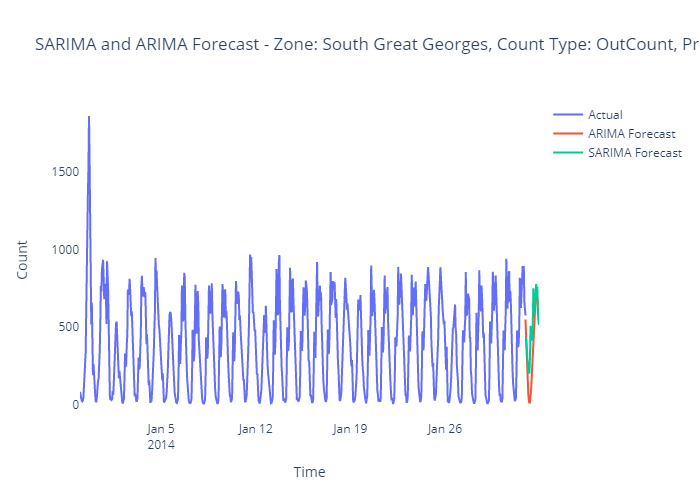 SARIMA and ARIMA Forecast - Zone: South Great Georges, Count Type: OutCount, Pr
Actual
ARIMA Forecast
SARIMA Forecast
Count
1500
1000
500
0
Jan 5
2014
Jan 12
Jan 19
Jan 26
Time